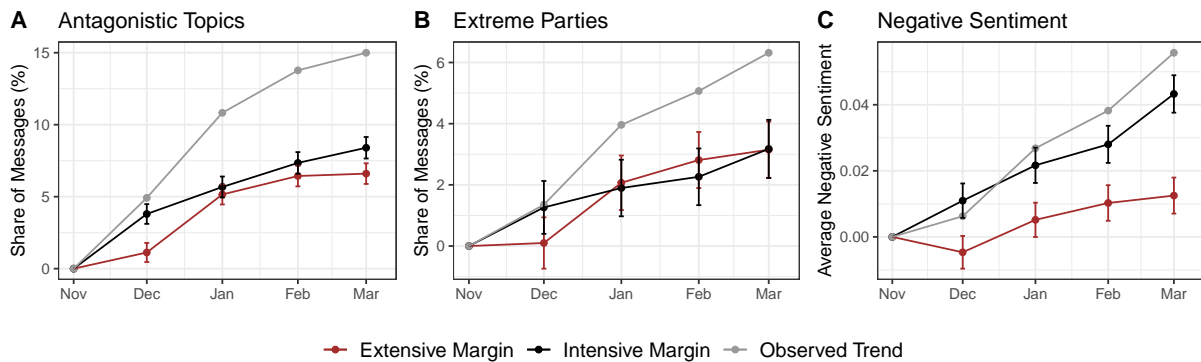 A Antagonistic Topics
Share of Messages (%)
15
10
5
0
Nov Dec Jan Feb Mar
B Extreme Parties
Share of Messages (%)
6
4
2
0
Nov Dec Jan Feb Mar
C Negative Sentiment
Average Negative Sentiment
0.04
0.02
0.00
Nov Dec Jan Feb Mar
Extensive Margin Intensive Margin Observed Trend